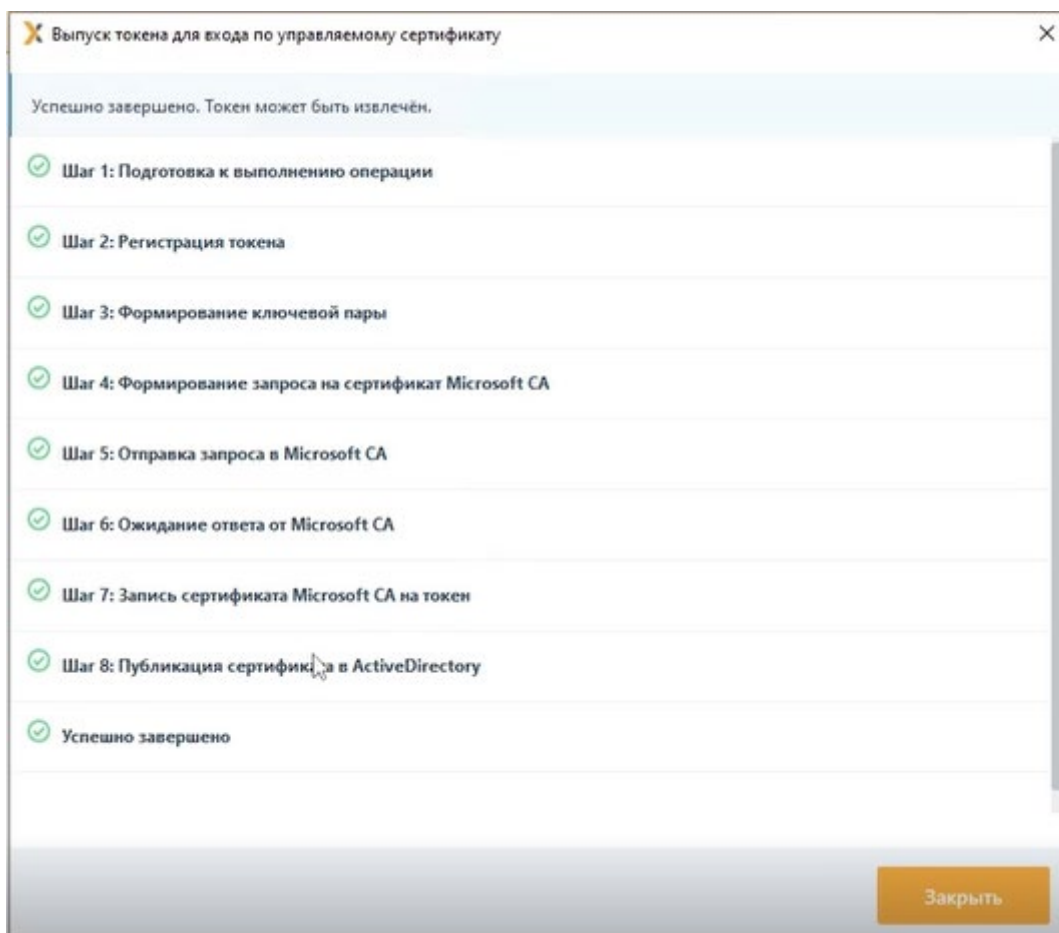 Выпуск токена для входа по управляемому сертификату
Успешно завершено. Токен может быть извлечён.
Шаг 1: Подготовка к выполнению операции
Шаг 2: Регистрация токена
Шаг 3: Формирование ключевой пары
Шаг 4: Формирование запроса на сертификат Microsoft CA
Шаг 5: Отправка запроса в Microsoft CA
Шаг 6: Ожидание ответа от Microsoft CA
Шаг 7: Запись сертификата Microsoft CA на токен
Шаг 8: Публикация сертификата в ActiveDirectory
Успешно завершено
Закрыть